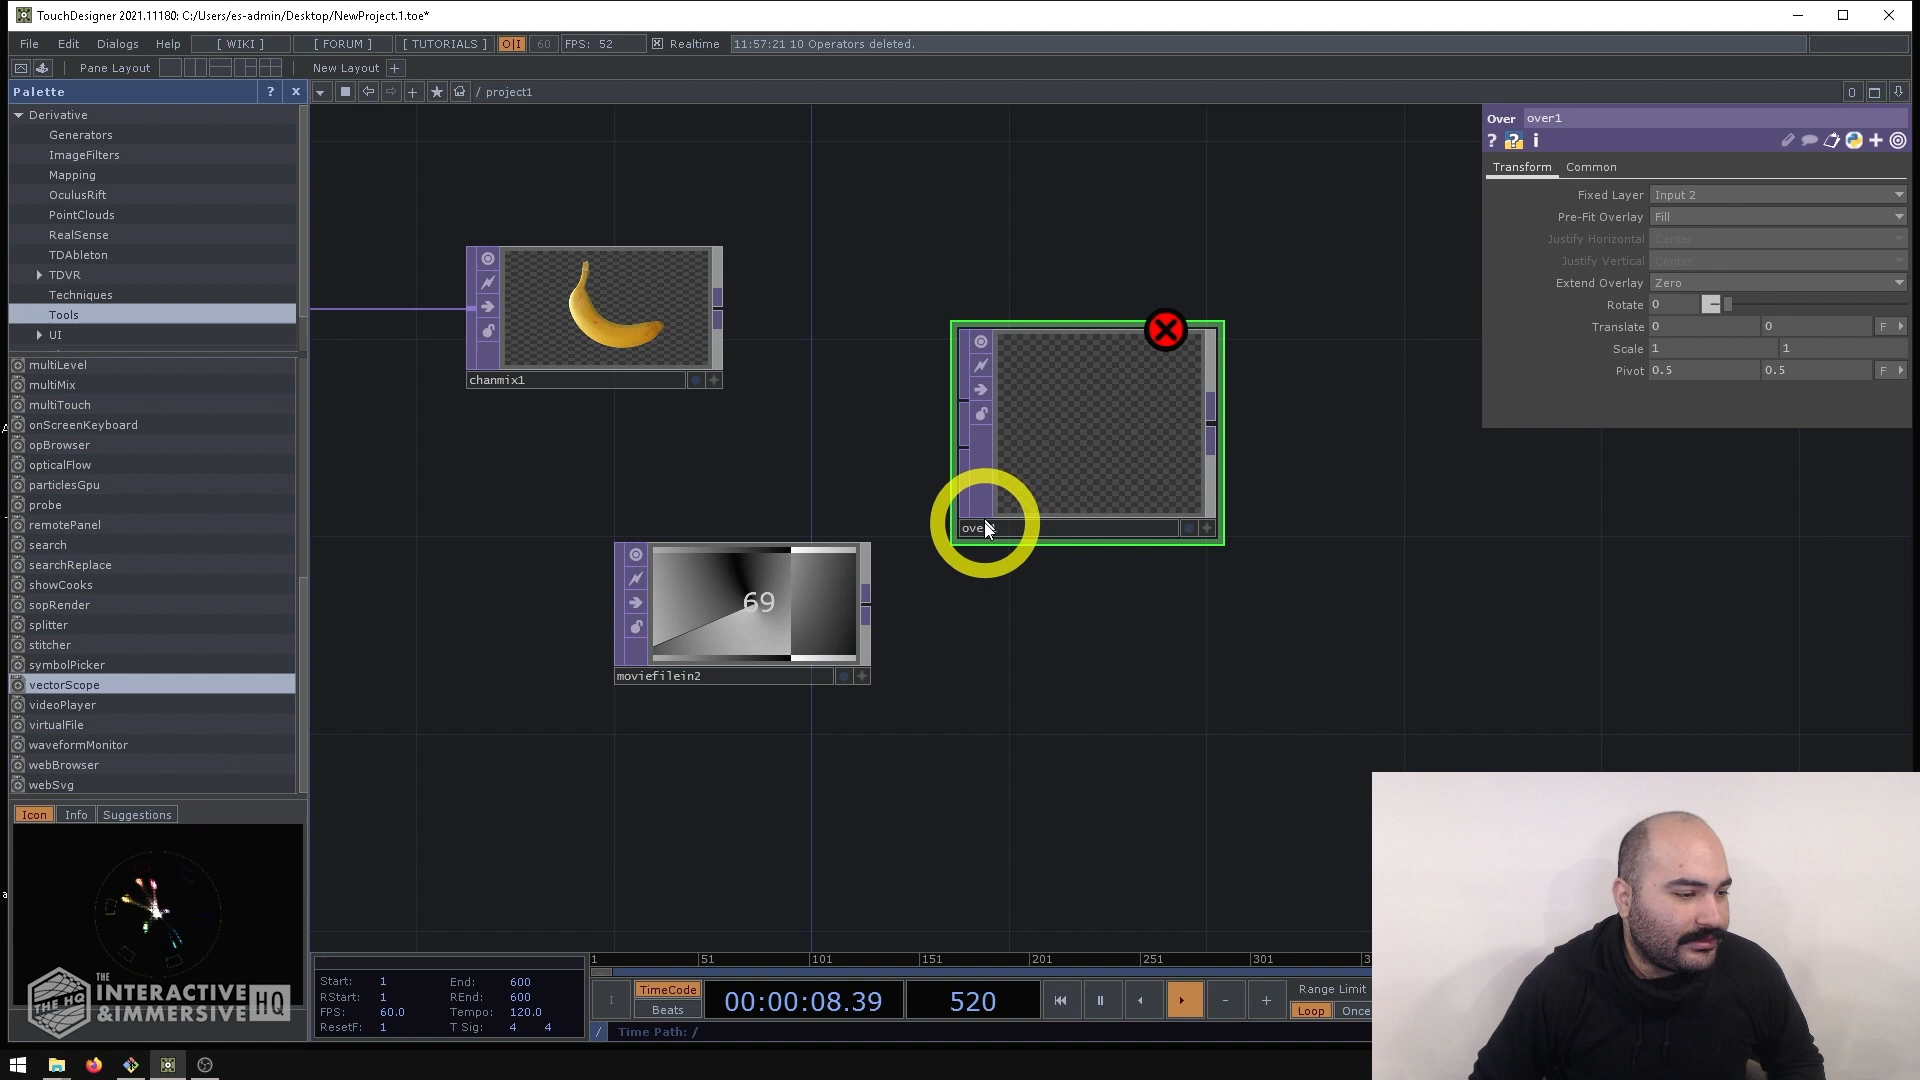 TouchDesigner 2021.11180: C:/Users/es-admin/Desktop/NewProject.1.toe*
File Edit Dialogs Help [ WIKI ] [ FORUM ] [ TUTORIALS ] O|I 60 FPS: 52 Realtime 11:57:21 10 Operators deleted.
Pane Layout New Layout +
Palette ? x / project1 0
Derivative
Generators
ImageFilters
Mapping
OculusRift
PointClouds
RealSense
TDAbleton
TDVR
Techniques
Tools
UI
multiLevel
multiMix
multiTouch
onScreenKeyboard
opBrowser
opticalFlow
particlesGpu
probe
remotePanel
search
searchReplace
showCooks
sopRender
splitter
stitcher
symbolPicker
vectorScope
videoPlayer
virtualFile
waveformMonitor
webBrowser
webSvg
Icon Info Suggestions
THE HQ
THE
INTERACTIVE
& IMMERSIVE HQ
chanmix1
69
moviefilein2
Over over1
? ? i
Transform Common
Fixed Layer Input 2
Pre-Fit Overlay Fill
Justify Horizontal Center
Justify Vertical Center
Extend Overlay Zero
Rotate 0
Translate 0 0 F
Scale 1 1
Pivot 0.5 0.5 F
1 51 101 151 201 251 301
Start: 1 End: 600
RStart: 1 REnd: 600
FPS: 60.0 Tempo: 120.0
ResetF: 1 T Sig: 4 4
TimeCode
Beats
00:00:08.39 520
- +
Range Limit
Loop Once
/ Time Path: /